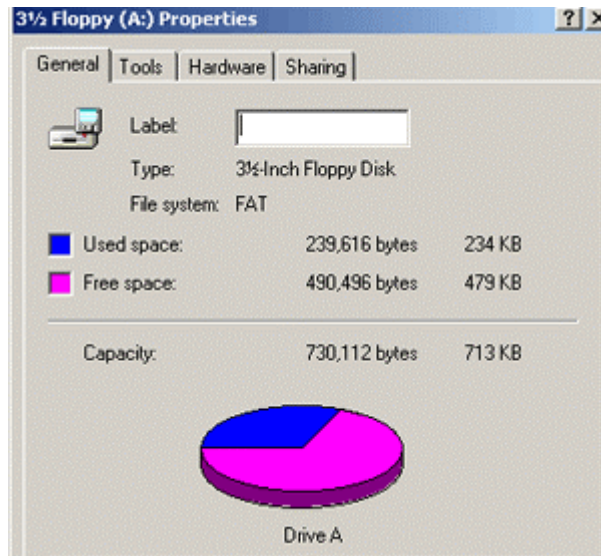 3½ Floppy (A:) Properties
General Tools Hardware Sharing
Label:
Type: 3½-Inch Floppy Disk
File system: FAT
Used space: 239,616 bytes 234 KB
Free space: 490,496 bytes 479 KB
Capacity: 730,112 bytes 713 KB
Drive A